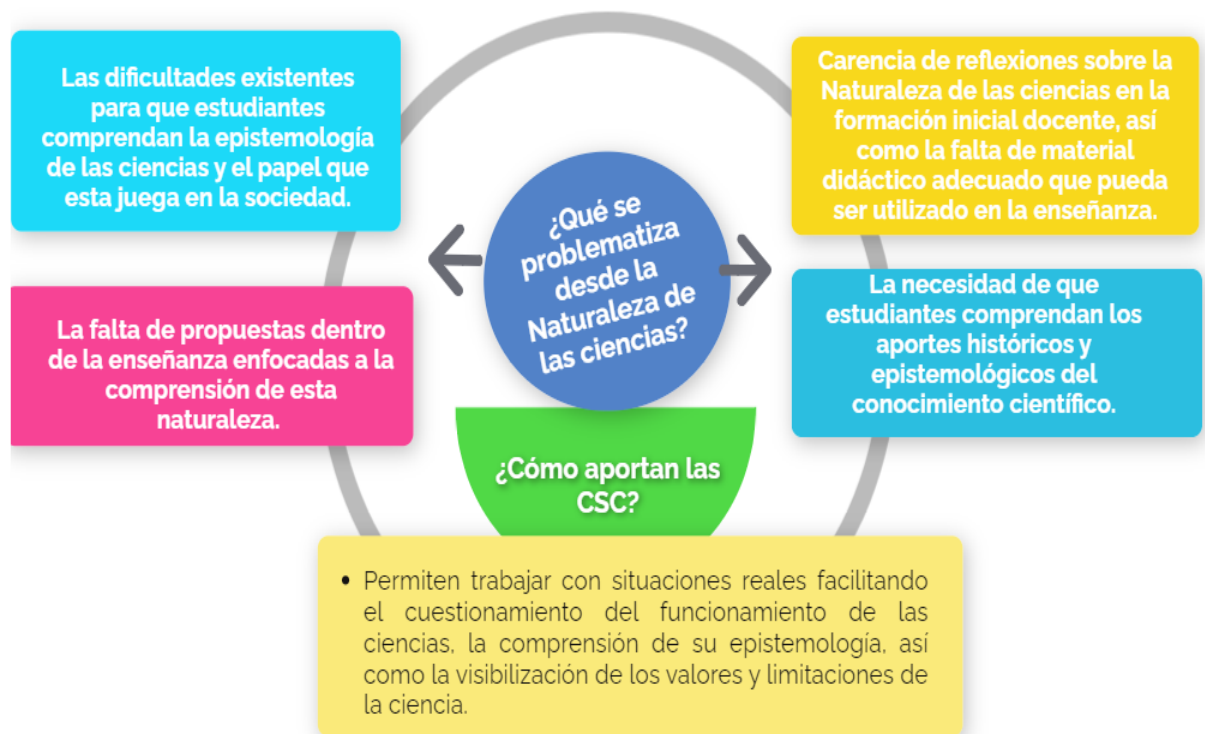 Las dificultades existentes
para que estudiantes
comprendan la epistemología
de las ciencias y el papel que
esta juega en la sociedad.
La falta de propuestas dentro
de la enseñanza enfocadas a la
comprensión de esta
naturaleza.
¿Qué se
problematiza
desde la
Naturaleza de
las ciencias?
Carencia de reflexiones sobre la
Naturaleza de las ciencias en la
formación inicial docente, así
como la falta de material
didáctico adecuado que pueda
ser utilizado en la enseñanza.
La necesidad de que
estudiantes comprendan los
aportes históricos y
epistemológicos del
conocimiento científico.
¿Cómo aportan las
CSC?
• Permiten trabajar con situaciones reales facilitando
el cuestionamiento del funcionamiento de las
ciencias, la comprensión de su epistemología, así
como la visibilización de los valores y limitaciones de
la ciencia.